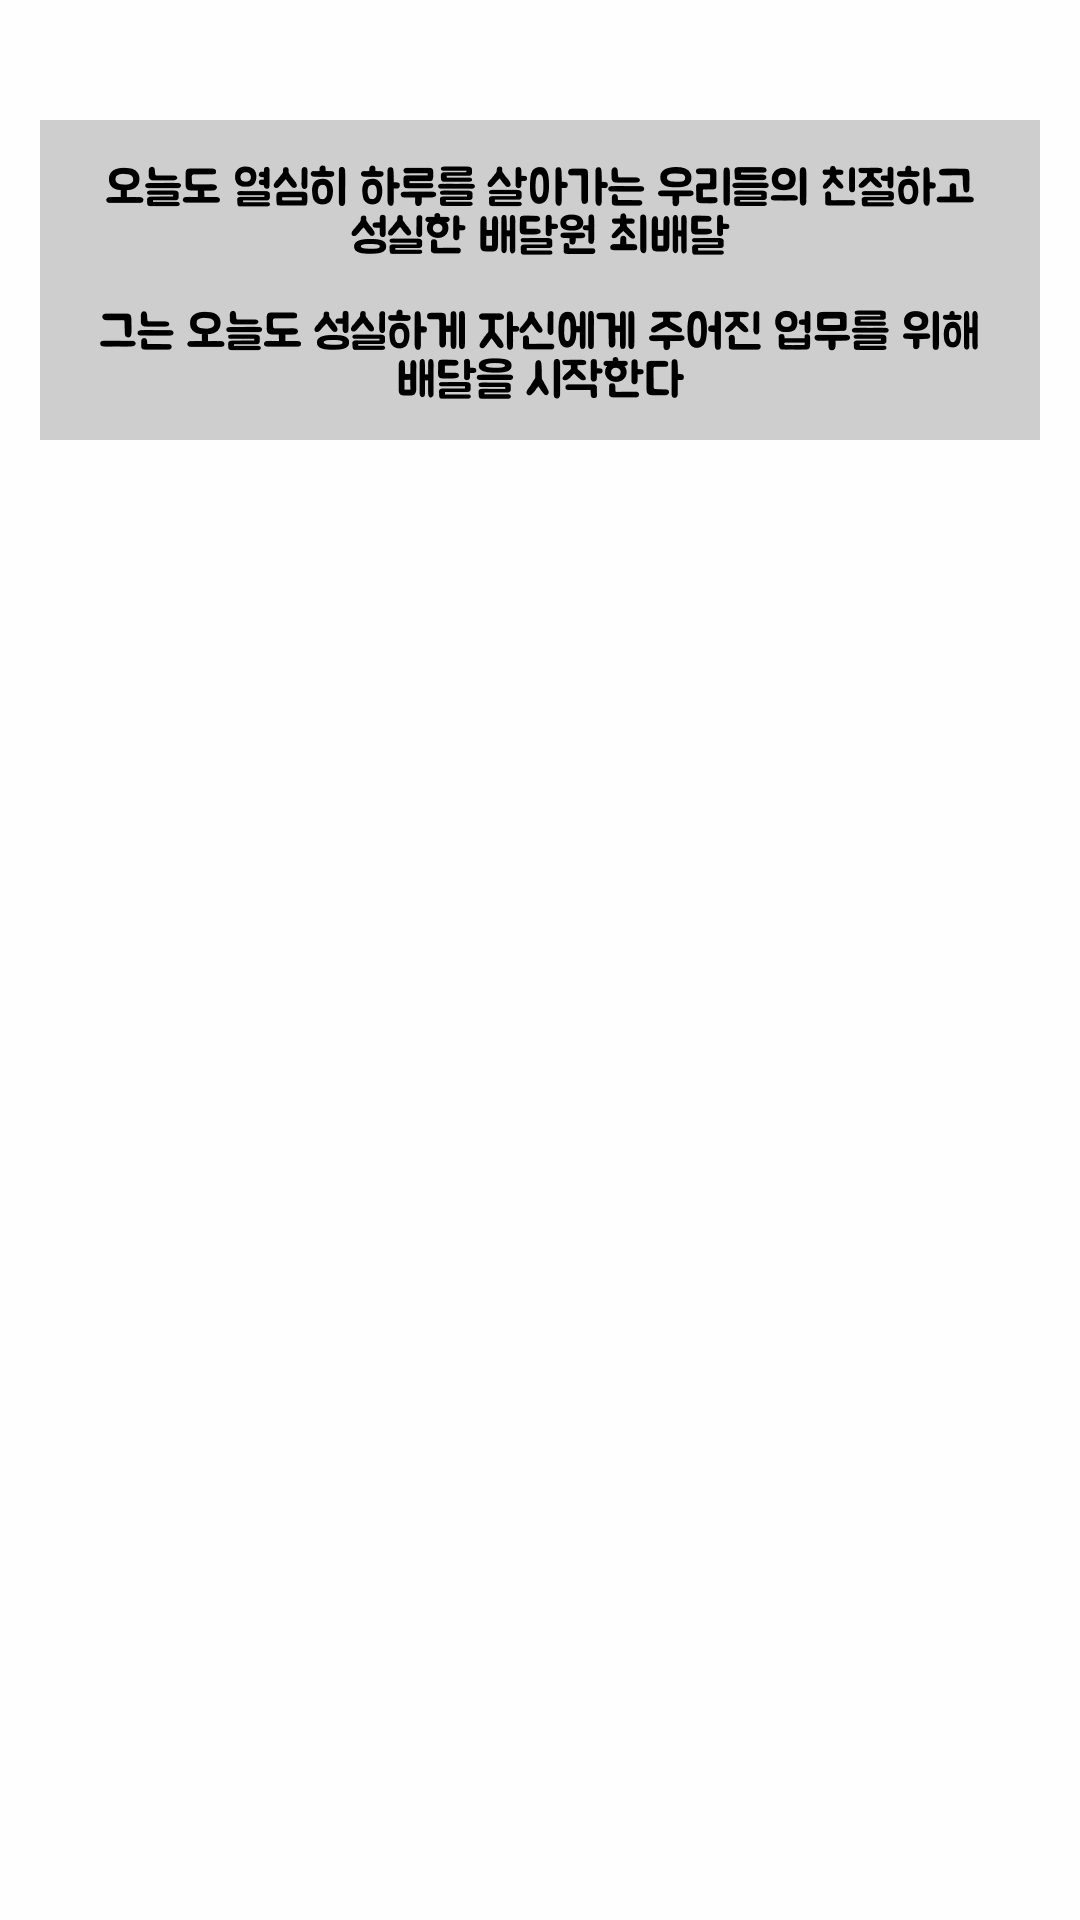 오늘도 열심히 하루를 살아가는 우리들의 친절하고
성실한 배달원 최배달
그는 오늘도 성실하게 자신에게 주어진 업무를 위해
배달을 시작한다